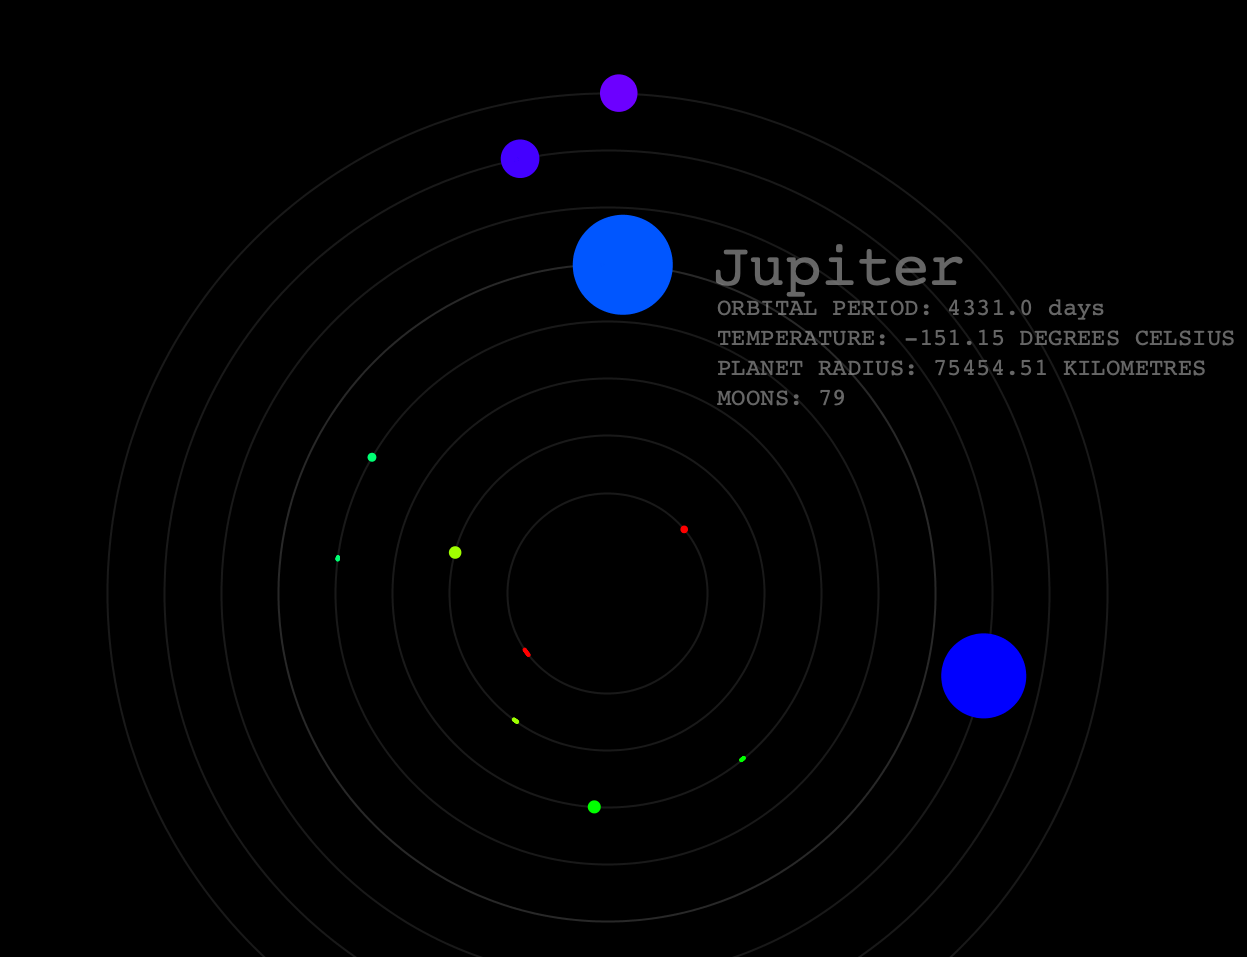 Jupiter
ORBITAL PERIOD: 4331.0 days
TEMPERATURE: -151.15 DEGREES CELSIUS
PLANET RADIUS: 75454.51 KILOMETRES
MOONS: 79